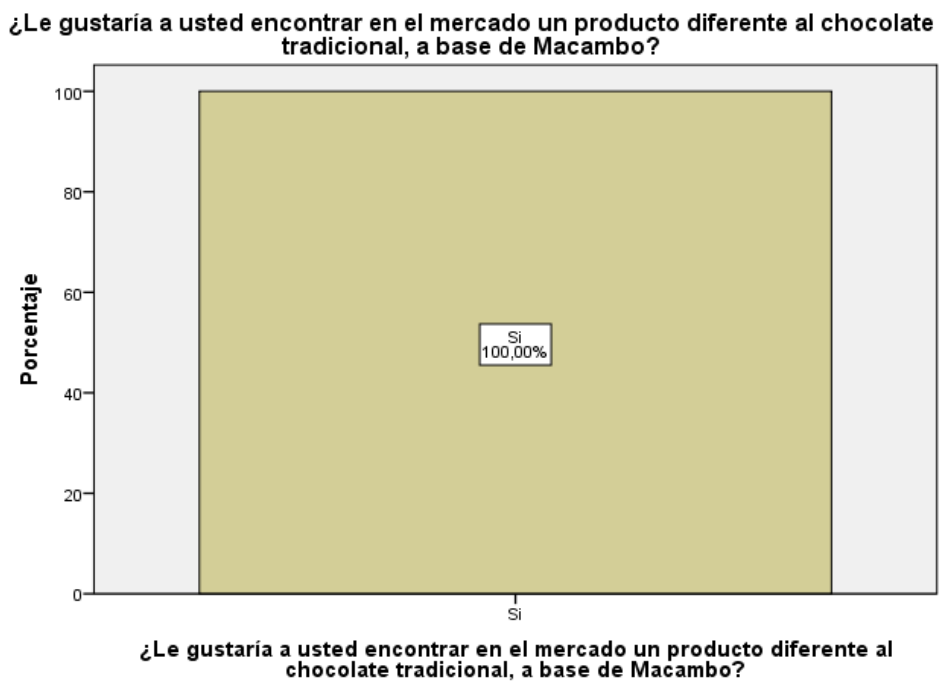 ¿Le gustaría a usted encontrar en el mercado un producto diferente al chocolate
tradicional, a base de Macambo?
Porcentaje
100
80
60
40
20
0
Si
100,00%
Si
¿Le gustaría a usted encontrar en el mercado un producto diferente al
chocolate tradicional, a base de Macambo?